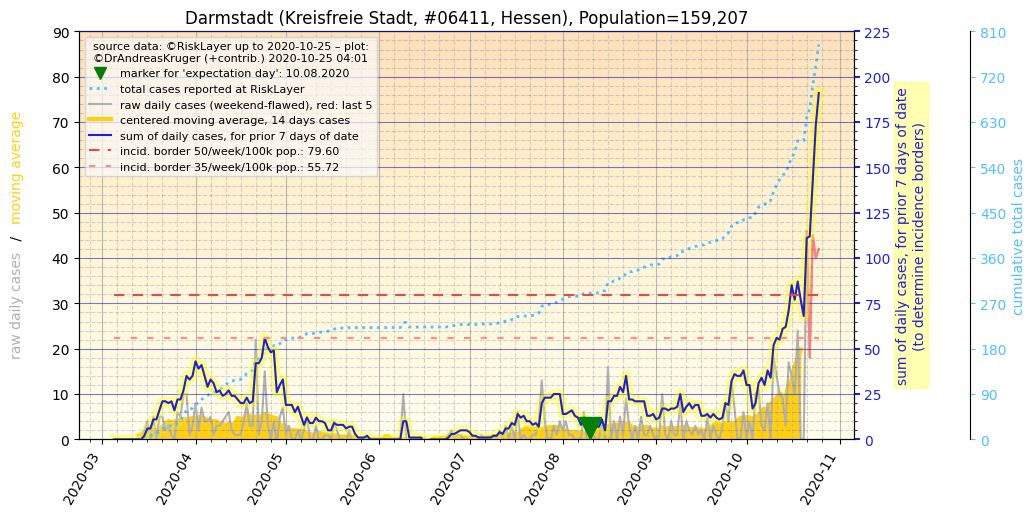 Darmstadt (Kreisfreie Stadt, #06411, Hessen), Population=159,207
source data: ©RiskLayer up to 2020-10-25 – plot:
©DrAndreasKruger (+contrib.) 2020-10-25 04:01
marker for 'expectation day': 10.08.2020
total cases reported at RiskLayer
raw daily cases (weekend-flawed), red: last 5
centered moving average, 14 days cases
sum of daily cases, for prior 7 days of date
incid. border 50/week/100k pop.: 79.60
incid. border 35/week/100k pop.: 55.72
raw daily cases / moving average
90
80
70
60
50
40
30
20
10
0
225
200
175
150
125
100
75
50
25
0
sum of daily cases, for prior 7 days of date
(to determine incidence borders)
810
720
630
540
450
360
270
180
90
0
cumulative total cases
2020-03
2020-04
2020-05
2020-06
2020-07
2020-08
2020-09
2020-10
2020-11